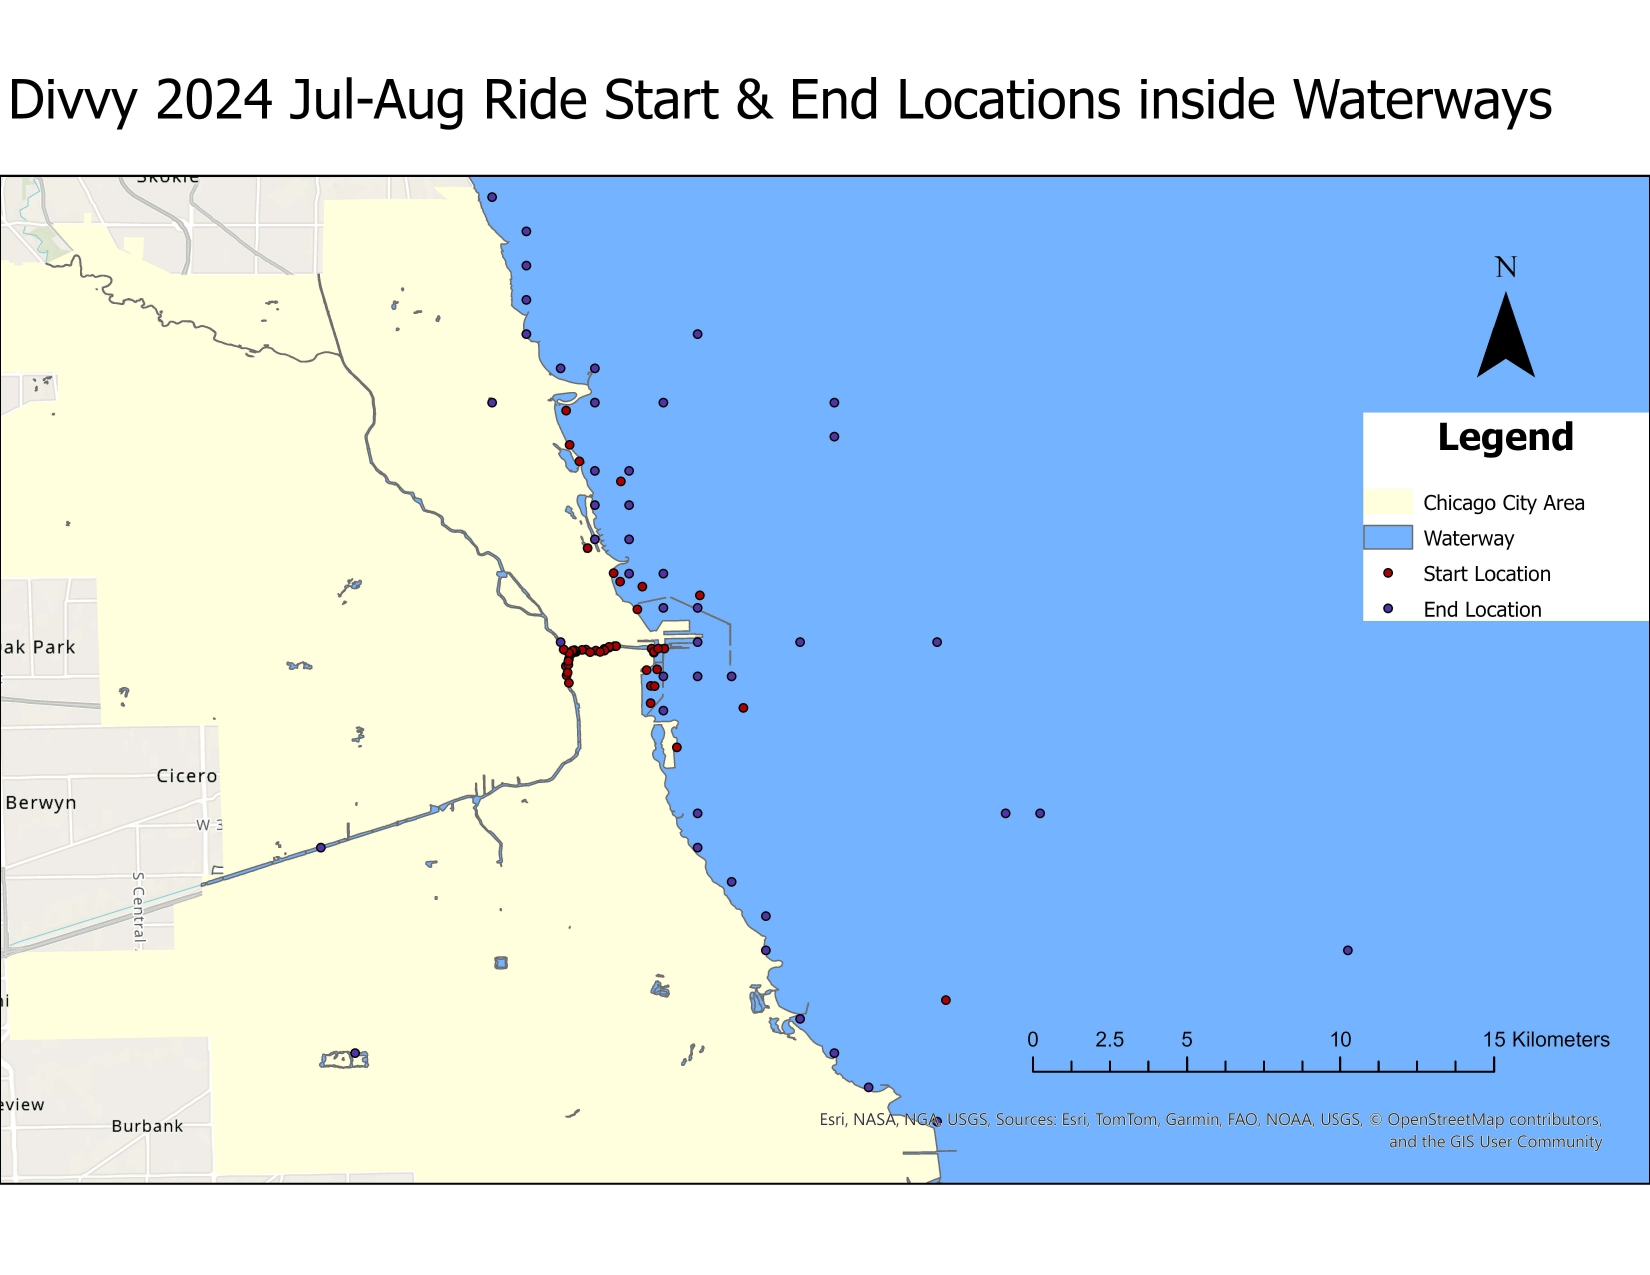 Divvy 2024 Jul-Aug Ride Start & End Locations inside Waterways
Skokie
N
Legend
Chicago City Area
Waterway
Start Location
End Location
ak Park
Cicero
Berwyn
W 3
S Central
0 2.5 5 10 15 Kilometers
eview
Burbank
Esri, NASA, NGA, USGS, Sources: Esri, TomTom, Garmin, FAO, NOAA, USGS, © OpenStreetMap contributors,
and the GIS User Community